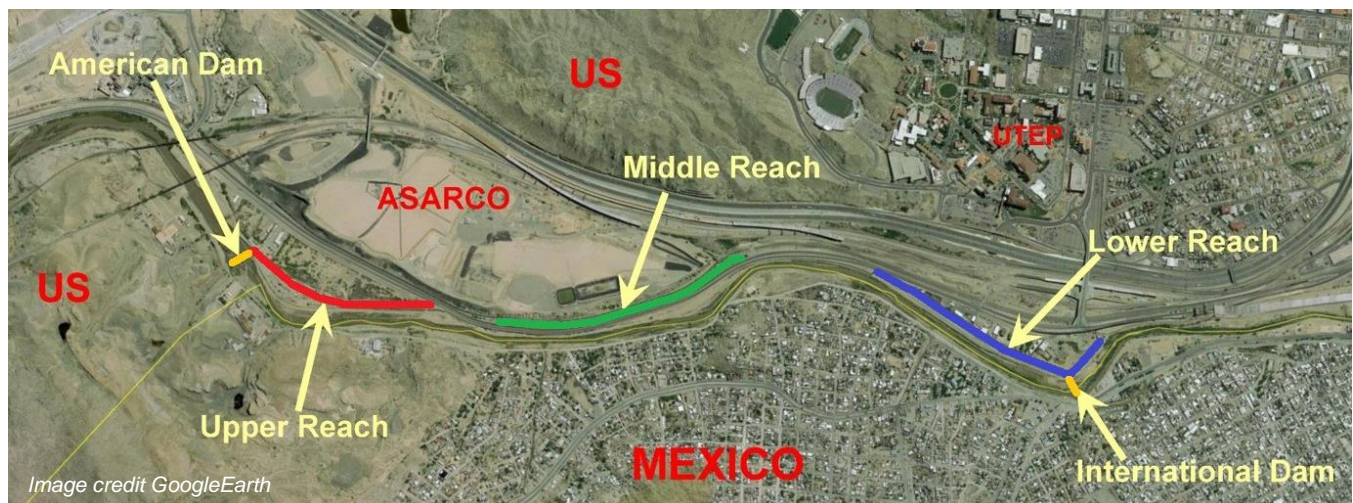 American Dam
US
UTEP
Middle Reach
ASARCO
Lower Reach
US
Upper Reach
MEXICO
International Dam
Image credit GoogleEarth